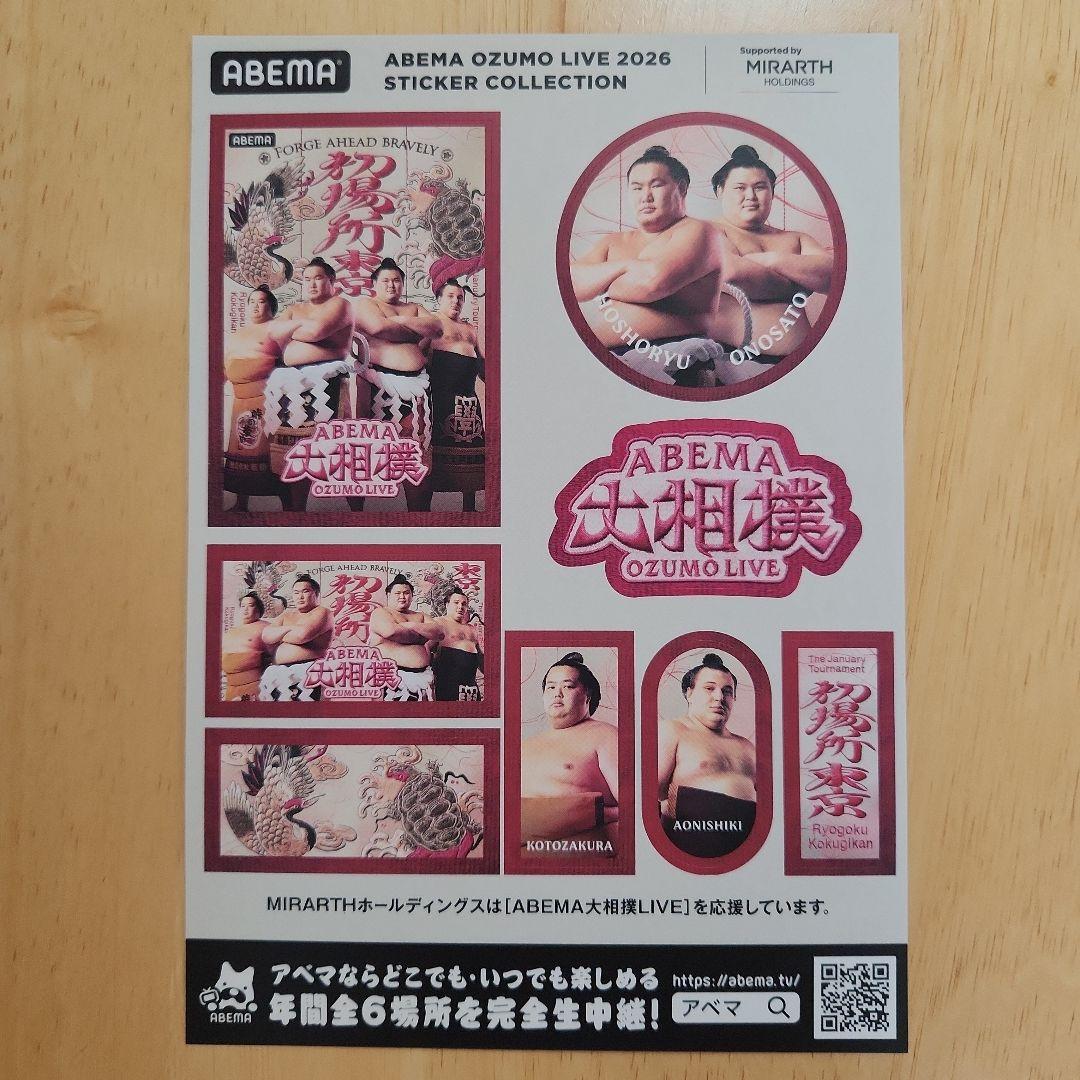 ABEMA
ABEMA OZUMO LIVE 2026
STICKER COLLECTION
Supported by
MIRARTH
HOLDINGS
ABEMA
FORGE AHEAD BRAVELY
初場所東京
Ryogoku
Kokugikan
January Tournament
ABEMA
大相撲
OZUMO LIVE
HOSHORYU
ONOSATO
ABEMA
大相撲
OZUMO LIVE
FORGE AHEAD BRAVELY
初場所
東京
Ryogoku
Kokugikan
ABEMA
大相撲
OZUMO LIVE
KOTOZAKURA
AONISHIKI
The January
Tournament
初場所東京
Ryogoku
Kokugikan
MIRARTHホールディングスは[ABEMA大相撲LIVE]を応援しています。
ABEMA
アベマならどこでも・いつでも楽しめる
年間全6場所を完全生中継!
https://abema.tv/
アベマ